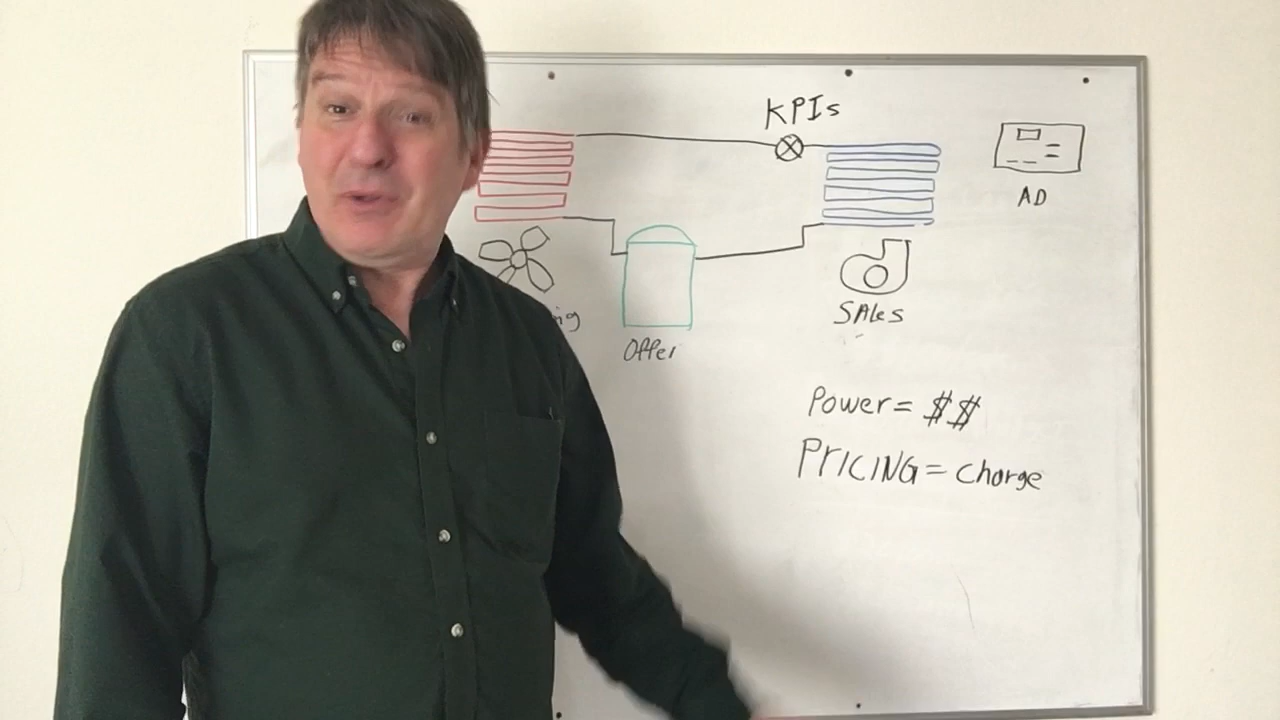 KPIs
AD
SAles
Offer
Power = $$
PRICING = charge